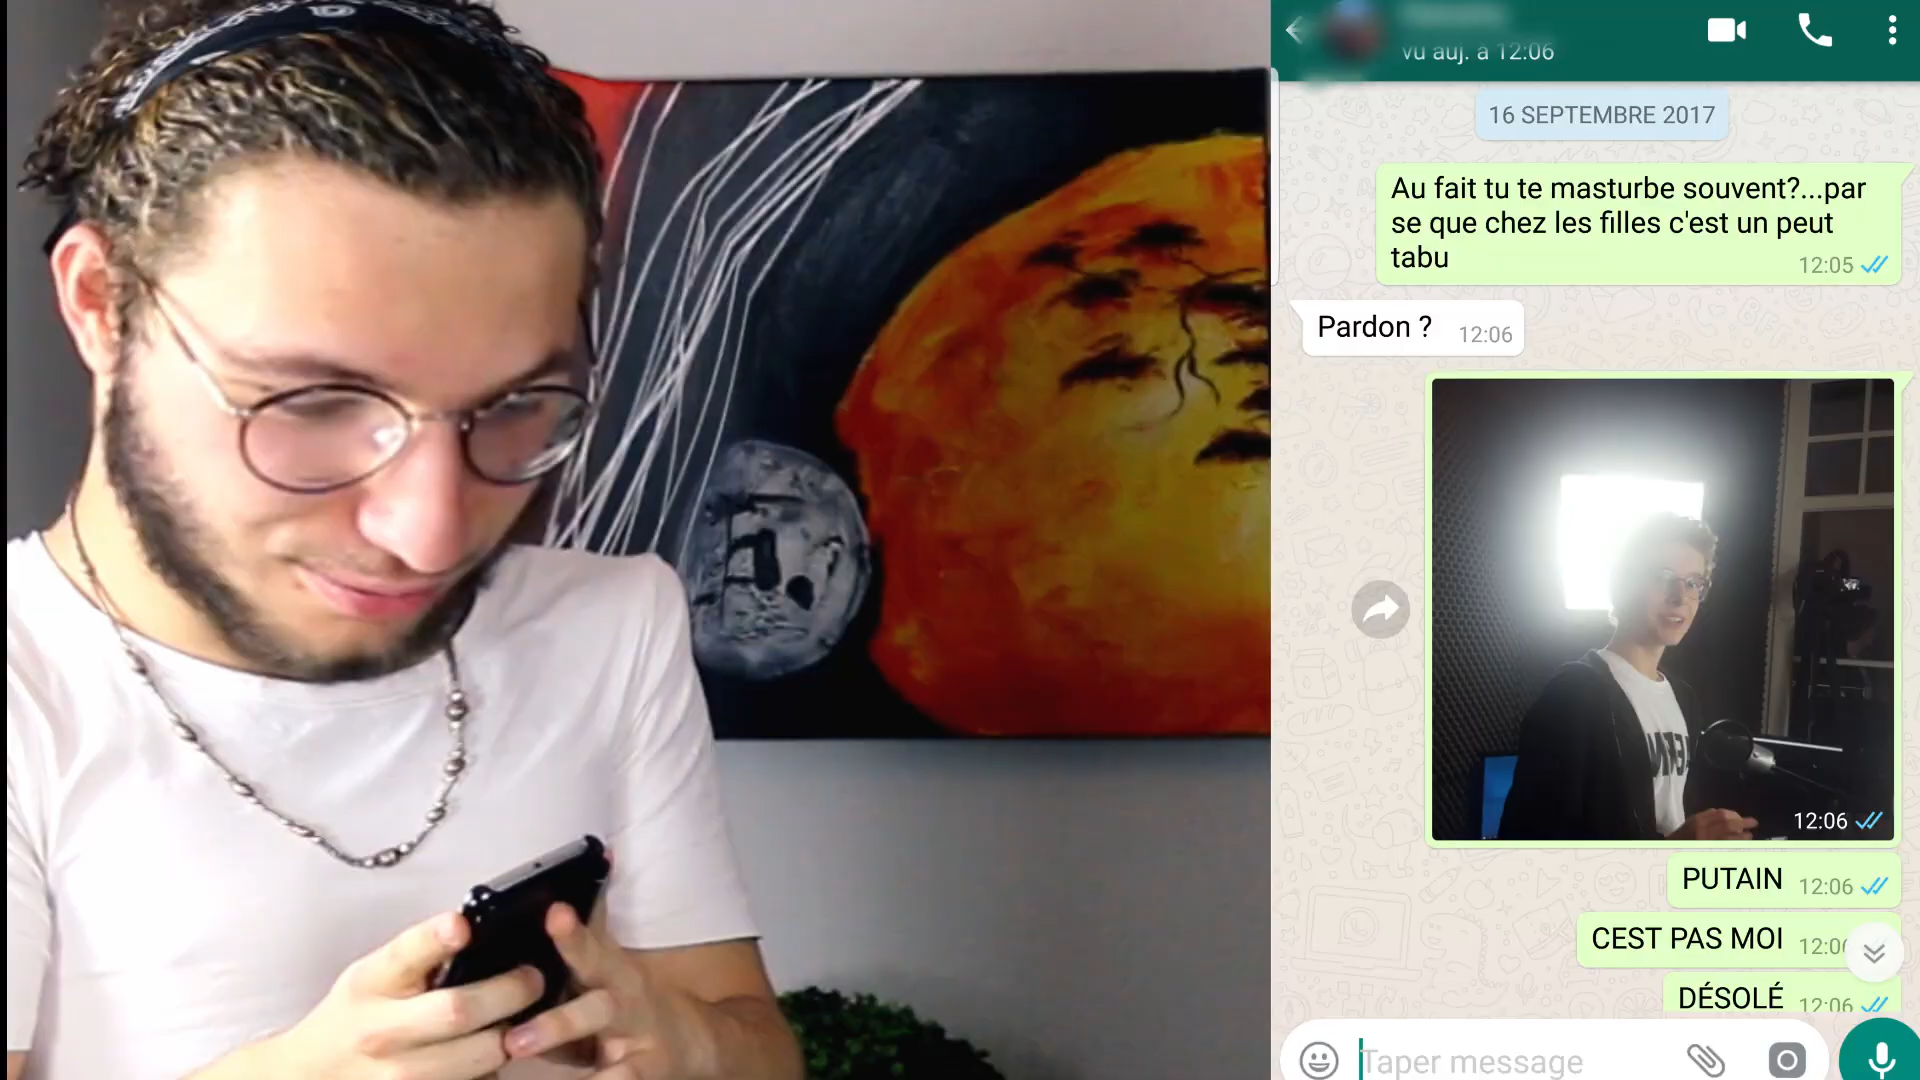 vu auj. à 12:06
16 SEPTEMBRE 2017
Au fait tu te masturbe souvent?...par
se que chez les filles c'est un peut
tabu
12:05
Pardon ? 12:06
12:06
PUTAIN 12:06
CEST PAS MOI 12:06
DÉSOLÉ 12:06
Taper message